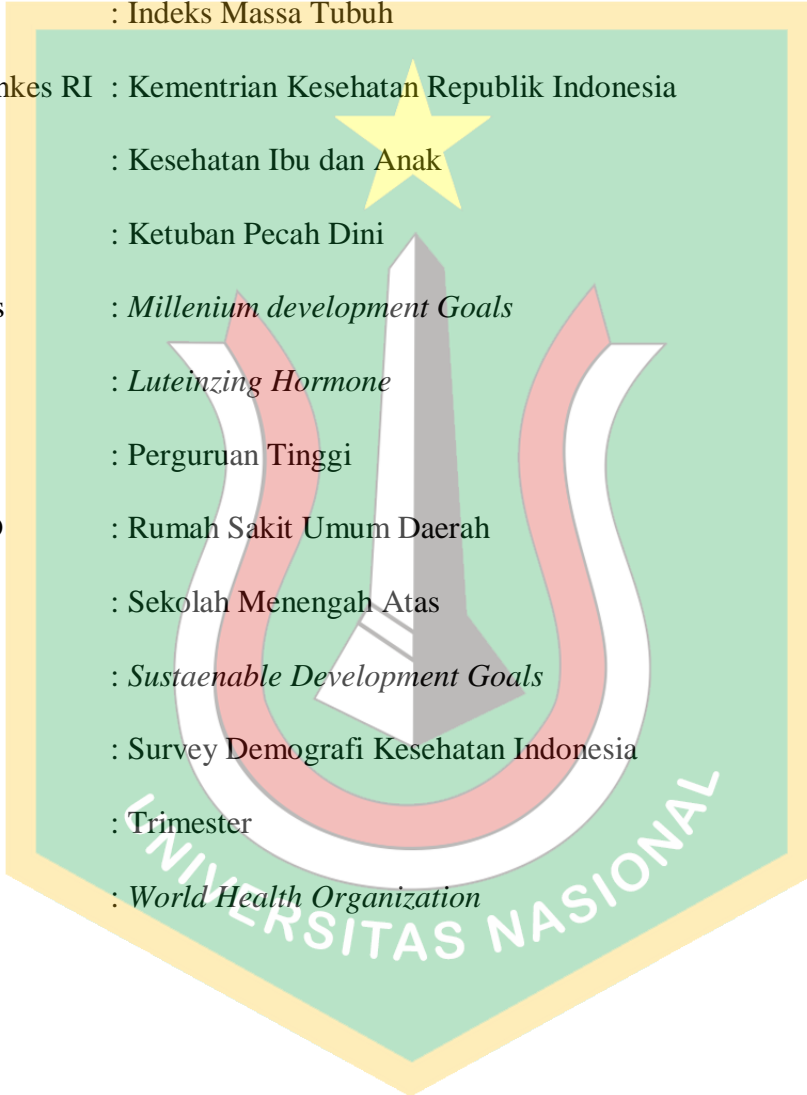 : Indeks Massa Tubuh
nkes RI : Kementrian Kesehatan Republik Indonesia
: Kesehatan Ibu dan Anak
: Ketuban Pecah Dini
s : Millenium development Goals
: Luteinzing Hormone
: Perguruan Tinggi
: Rumah Sakit Umum Daerah
: Sekolah Menengah Atas
: Sustaenable Development Goals
: Survey Demografi Kesehatan Indonesia
: Trimester
: World Health Organization
UNIVERSITAS NASIONAL